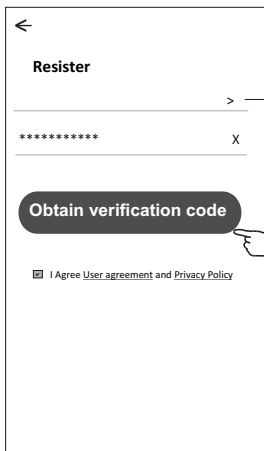 Resister
>
*********** X
Obtain verification code
I Agree User agreement and Privacy Policy